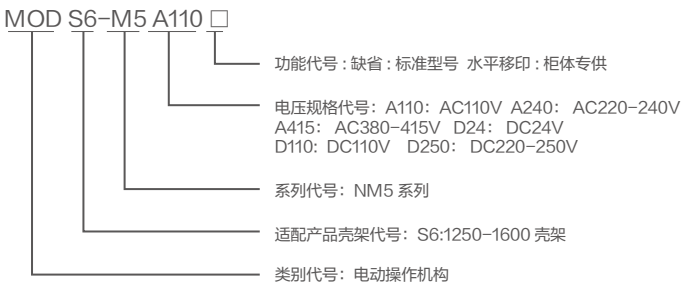 MOD S6-M5 A110 □
功能代号：缺省：标准型号 水平移印：柜体专供
电压规格代号：A110：AC110V A240：AC220-240V
A415：AC380-415V D24：DC24V
D110：DC110V D250：DC220-250V
系列代号：NM5 系列
适配产品壳架代号：S6:1250-1600 壳架
类别代号：电动操作机构